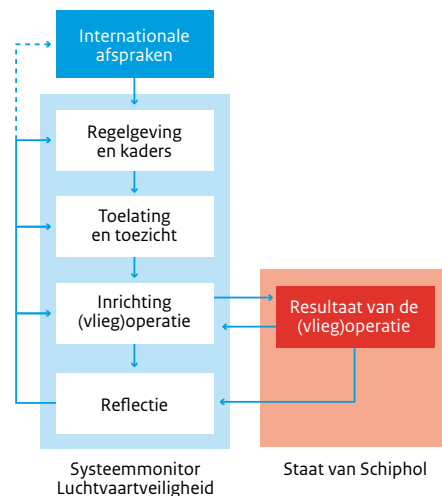 Internationale
afspraken
Regelgeving
en kaders
Toelating
en toezicht
Inrichting
(vlieg)operatie
Resultaat van de
(vlieg)operatie
Reflectie
Systeemmonitor
Luchtvaartveiligheid
Staat van Schiphol